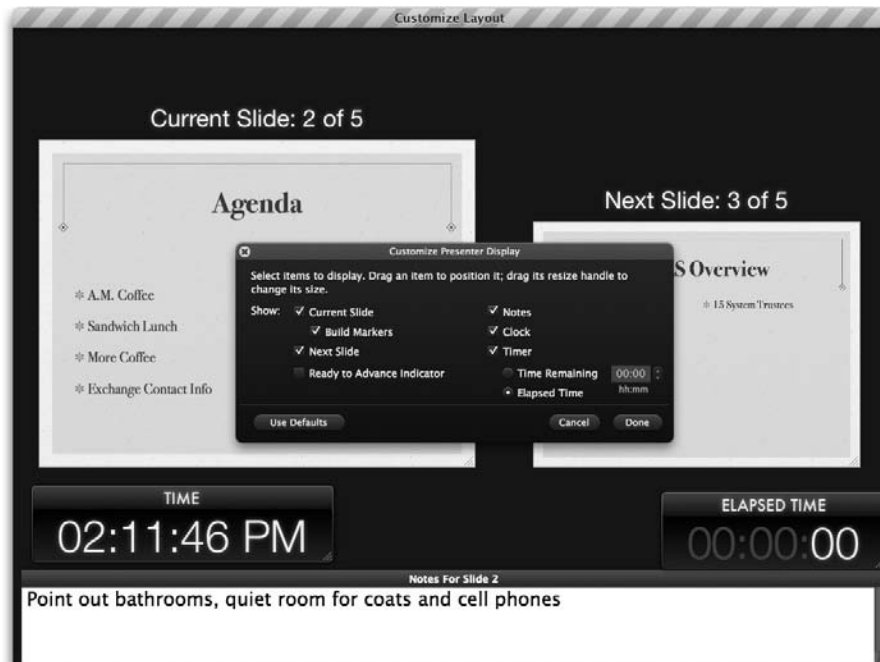 Customize Layout
Current Slide: 2 of 5
Agenda
✻ A.M. Coffee
✻ Sandwich Lunch
✻ More Coffee
✻ Exchange Contact Info
Next Slide: 3 of 5
S Overview
✻ 15 System Trustees
Customize Presenter Display
Select items to display. Drag an item to position it; drag its resize handle to
change its size.
Show:
Current Slide
Build Markers
Next Slide
Ready to Advance Indicator
Notes
Clock
Timer
Time Remaining 00:00
Elapsed Time hh:mm
Use Defaults Cancel Done
TIME
02:11:46 PM
ELAPSED TIME
00:00:00
Notes For Slide 2
Point out bathrooms, quiet room for coats and cell phones